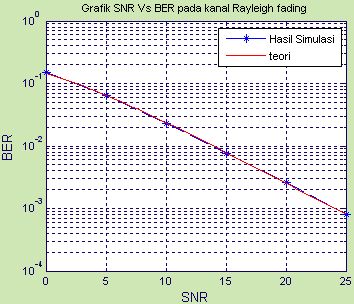 Grafik SNR Vs BER pada kanal Rayleigh fading
10^0
Hasil Simulasi
teori
10^-1
10^-2
BER
10^-3
10^-4
0 5 10 15 20 25
SNR